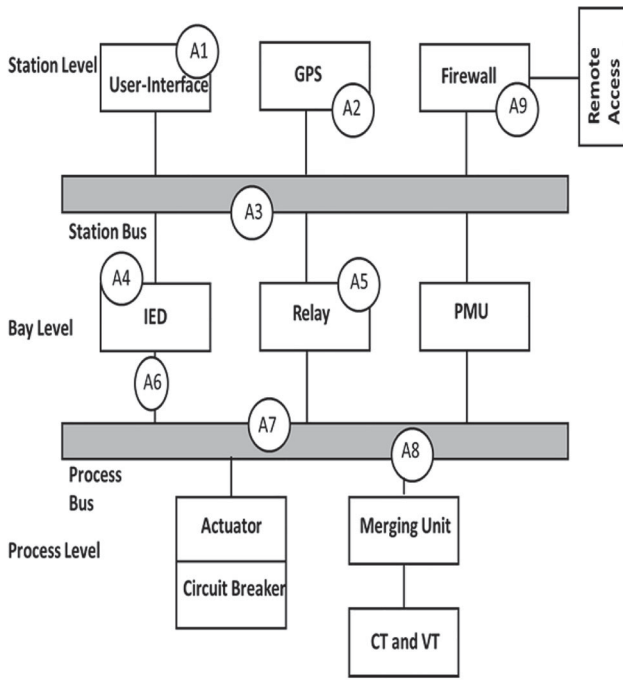 Station Level
A1
User-Interface
GPS
A2
Firewall
A9
Remote
Access
A3
Station Bus
A4
IED
A5
Relay
PMU
Bay Level
A6
A7
A8
Process
Bus
Actuator
Merging Unit
Process Level
Circuit Breaker
CT and VT